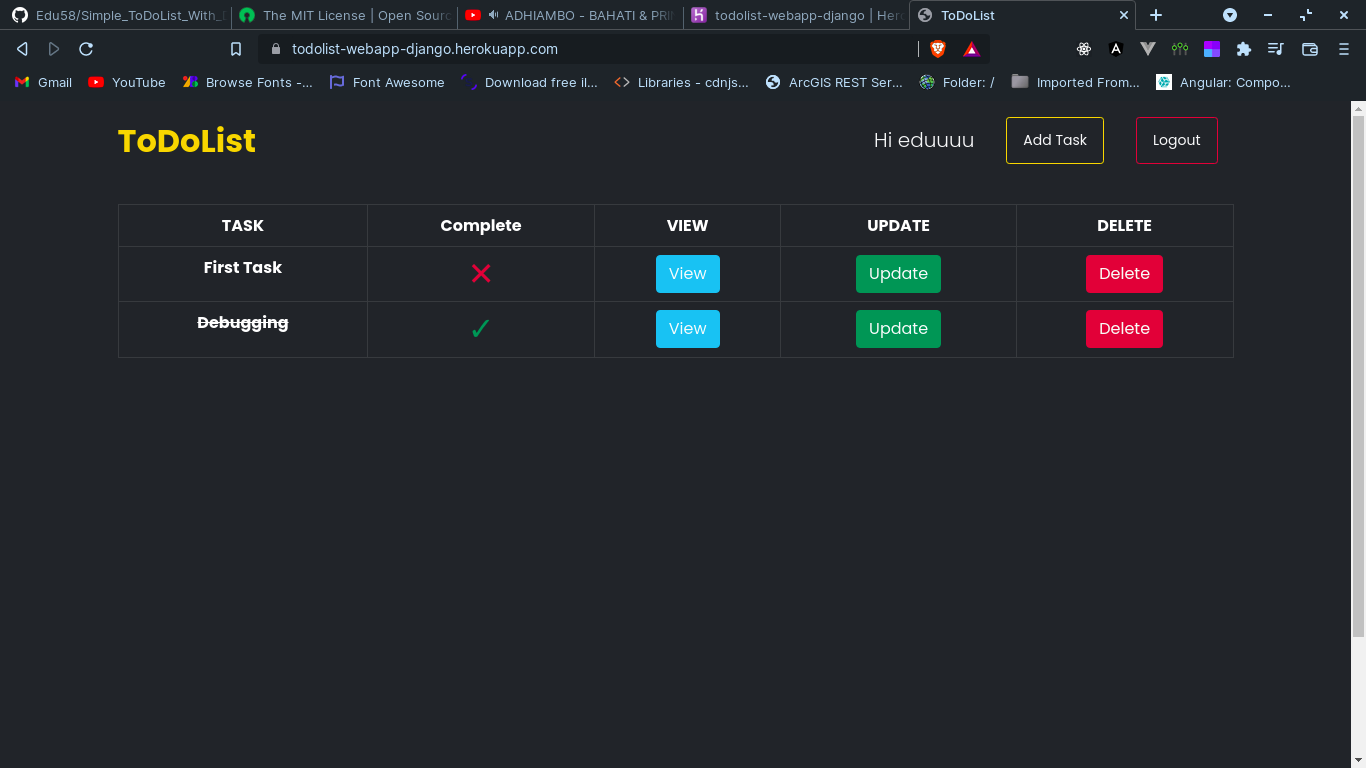 Edu58/Simple_ToDoList_With_
The MIT License | Open Sourc
ADHIAMBO - BAHATI & PRI
todolist-webapp-django | Her
ToDoList
todolist-webapp-django.herokuapp.com
Gmail
YouTube
Browse Fonts -...
Font Awesome
Download free il...
Libraries - cdnjs...
ArcGIS REST Ser...
Folder: /
Imported From...
Angular: Compo...
ToDoList
Hi eduuuu
Add Task
Logout
TASK Complete VIEW UPDATE DELETE
First Task ✕ View Update Delete
Debugging ✓ View Update Delete